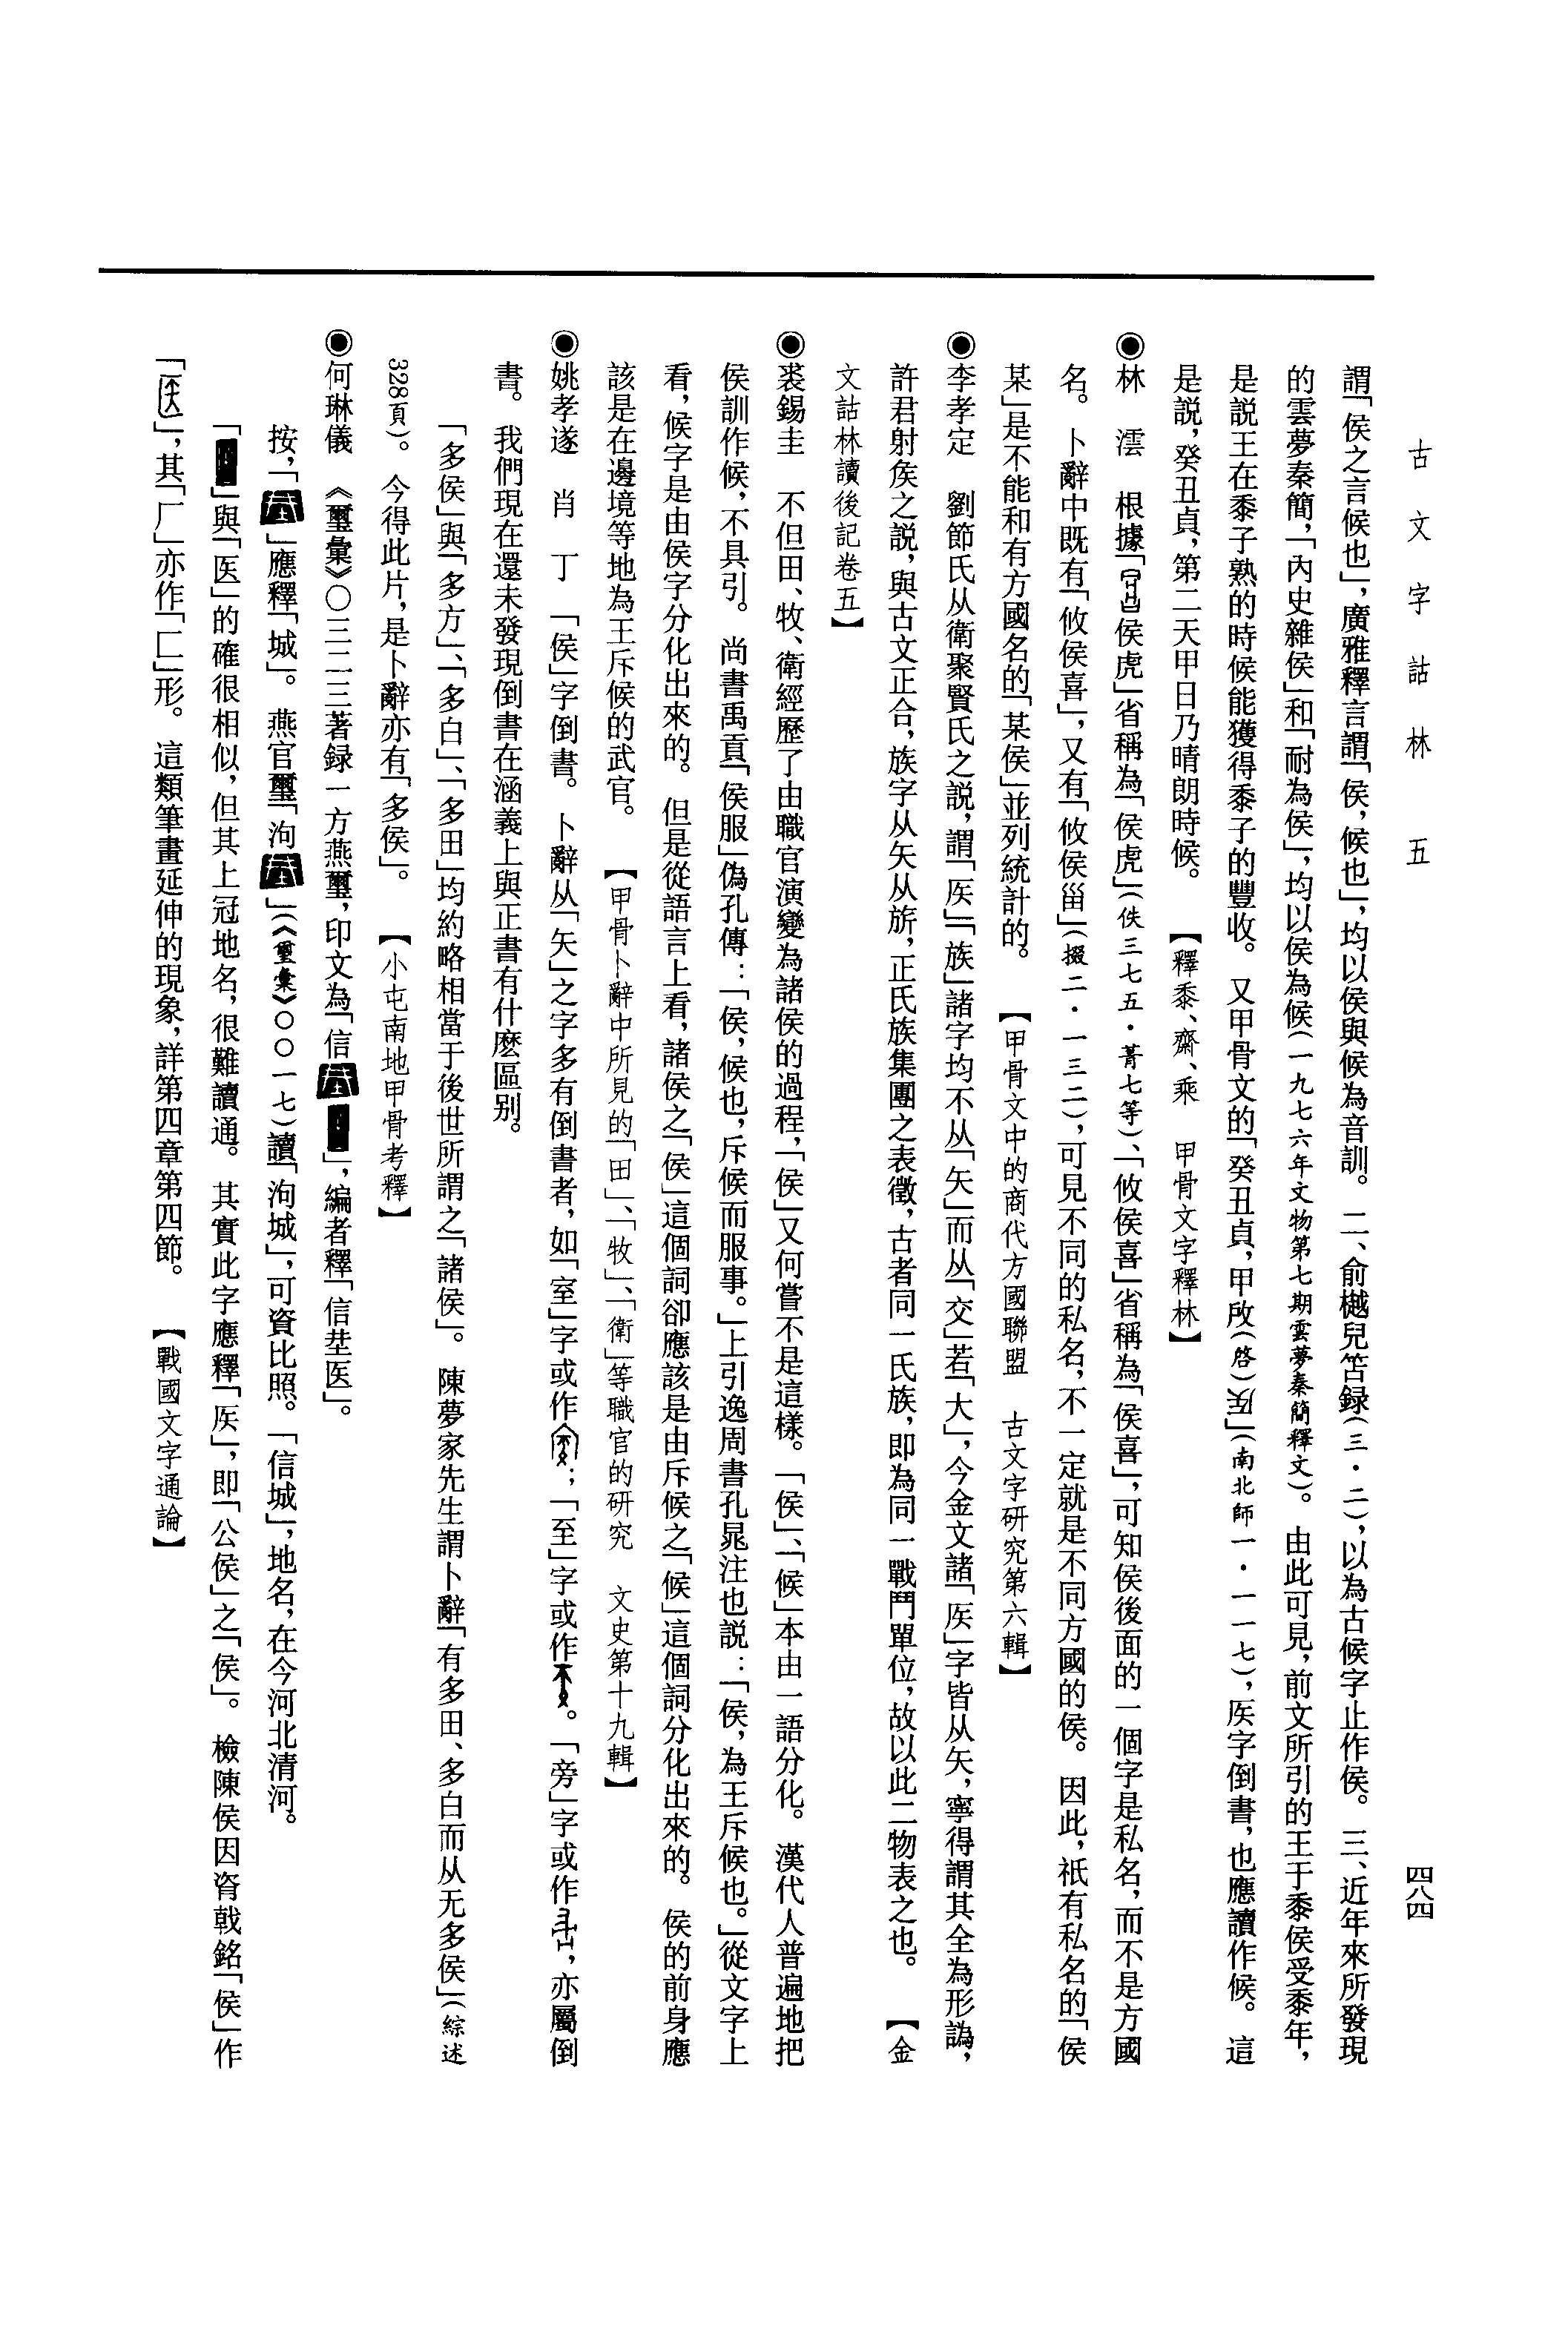 古文字詁林　五
四八四
謂「侯之言候也」，廣雅釋言謂「侯，候也」，均以侯與候為音訓。二、俞樾兒笘録（三・二），以為古候字止作侯。三、近年來所發現
的雲夢秦簡，「內史雜侯」和「耐為侯」，均以侯為候（一九七六年文物第七期雲夢秦簡釋文）。由此可見，前文所引的王于黍侯受黍年，
是說王在黍子熟的時候能獲得黍子的豐收。又甲骨文的「癸丑貞，甲改（啓）」（南北師一・一一七），矦字倒書，也應讀作候。這
是説，癸丑貞，第二天甲日乃晴朗時候。【釋黍、齋、乘　甲骨文字釋林】
◉林　澐　根據「侯虎」省稱為「侯虎」（佚三七五・菁七等）、「攸侯喜」省稱為「侯喜」，可知侯後面的一個字是私名，而不是方國
名。卜辭中既有「攸侯喜」，又有「攸侯甾」（掇二・一三二），可見不同的私名，不一定就是不同方國的侯。因此，祇有私名的「侯
某」是不能和有方國名的「某侯」並列統計的。【甲骨文中的商代方國聯盟　古文字研究第六輯】
◉李孝定　劉節氏从衛聚賢氏之説，謂「矦」「族」諸字均不从「矢」而从「交」若「大」，今金文諸「矦」字皆从矢，寧得謂其全為形譌，
許君射矦之説，與古文正合，族字从矢从㫃，正氏族集團之表徵，古者同一氏族，即為同一戰鬥單位，故以此二物表之也。【金
文詁林讀後記卷五】
◉裘錫圭　不但田、牧、衛經歷了由職官演變為諸侯的過程，「侯」又何嘗不是這樣。「侯」、「候」本由一語分化。漢代人普遍地把
侯訓作候，不具引。尚書禹貢「侯服」偽孔傳：「侯，候也，斥候而服事。」上引逸周書孔晁注也説：「侯，為王斥候也。」從文字上
看，候字是由侯字分化出來的。但是從語言上看，諸侯之「侯」這個詞卻應該是由斥候之「候」這個詞分化出來的。侯的前身應
該是在邊境等地為王斥候的武官。【甲骨卜辭中所見的「田」、「牧」、「衛」等職官的研究　文史第十九輯】
◉姚孝遂　肖　丁　「侯」字倒書。卜辭从「矢」之字多有倒書者，如「室」字或作；「至」字或作。「旁」字或作，亦屬倒
書。我們現在還未發現倒書在涵義上與正書有什麽區别。
「多侯」與「多方」、「多白」、「多田」均約略相當于後世所謂之「諸侯」。陳夢家先生謂卜辭「有多田、多白而从无多侯」（綜述
328頁）。今得此片，是卜辭亦有「多侯」。【小屯南地甲骨考釋】
◉何琳儀　《璽彙》〇三二三著録一方燕璽，印文為「信」，編者釋「信坓医」。
按，「」應釋「城」。燕官璽「泃」（《璽彙》〇〇一七）讀「泃城」，可資比照。「信城」，地名，在今河北清河。
「」與「医」的確很相似，但其上冠地名，很難讀通。其實此字應釋「矦」，即「公侯」之「侯」。檢陳侯因𬱖戟銘「侯」作
「」，其「厂」亦作「匚」形。這類筆畫延伸的現象，詳第四章第四節。【戰國文字通論】